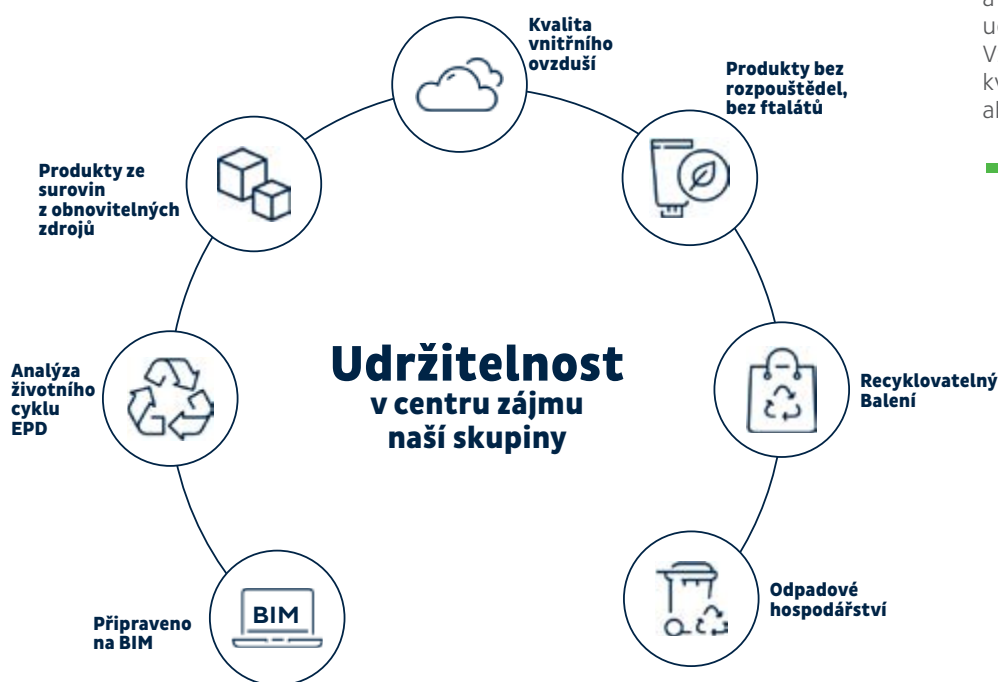 Kvalita
vnitřního
ovzduší
Produkty bez
rozpouštědel,
bez ftalátů
Produkty ze
surovin
z obnovitelných
zdrojů
Udržitelnost
v centru zájmu
naší skupiny
Analýza
životního
cyklu
EPD
Recyklovatelný
Balení
BIM
Připraveno
na BIM
Odpadové
hospodářství